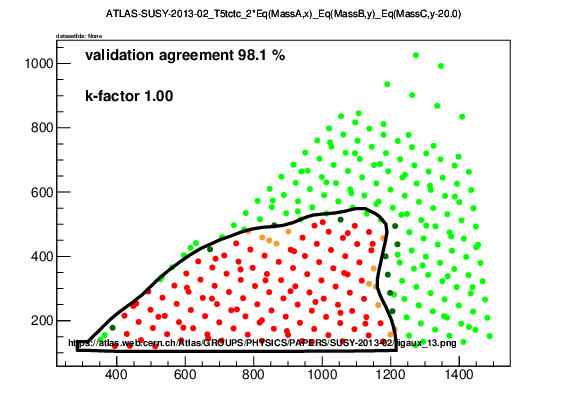 ATLAS-SUSY-2013-02_T5tctc_2*Eq(MassA,x)_Eq(MassB,y)_Eq(MassC,y-20.0)
datasetIds: None
validation agreement 98.1 %
k-factor 1.00
1000
800
600
400
200
https://atlas.web.cern.ch/Atlas/GROUPS/PHYSICS/PAPERS/SUSY-2013-02/figaux_13.png
400 600 800 1000 1200 1400